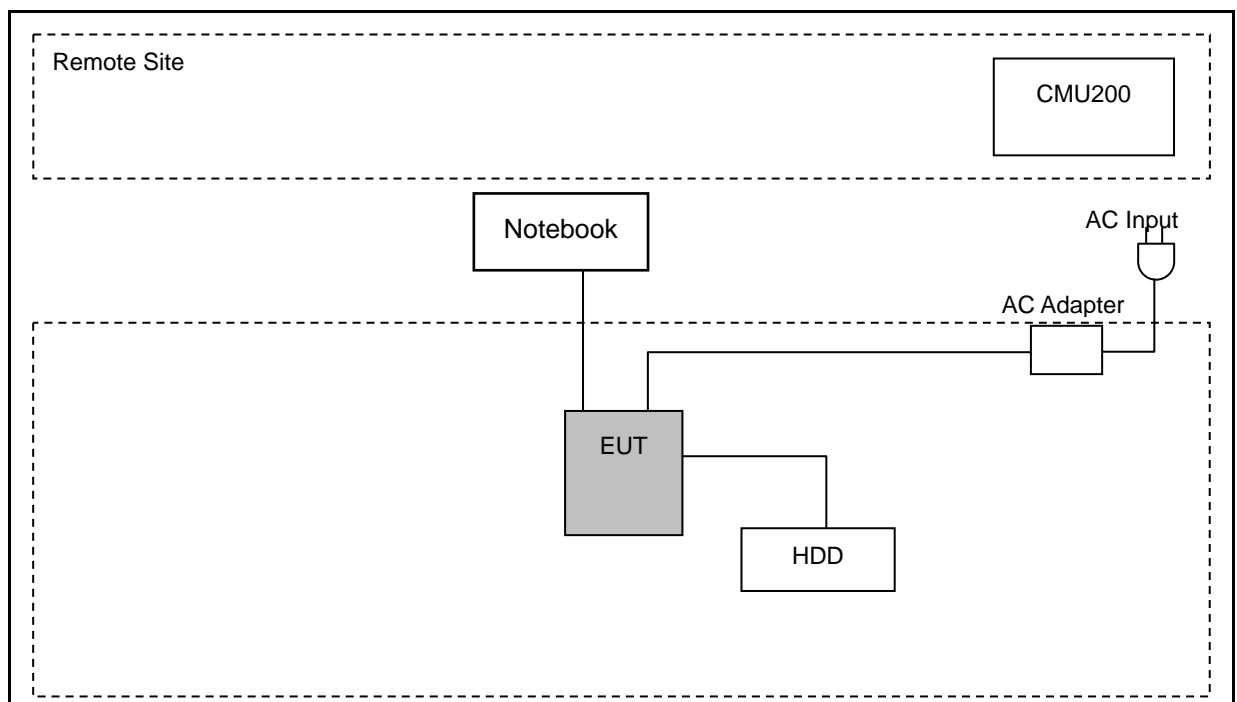 Remote Site
CMU200
Notebook
AC Input
AC Adapter
EUT
HDD